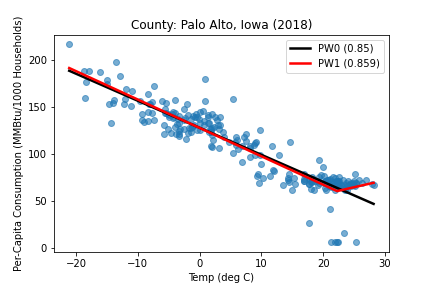 County: Palo Alto, Iowa (2018)
PW0 (0.85)
PW1 (0.859)
Per-Capita Consumption (MMBtu/1000 Households)
200
150
100
50
0
−20 −10 0 10 20 30
Temp (deg C)